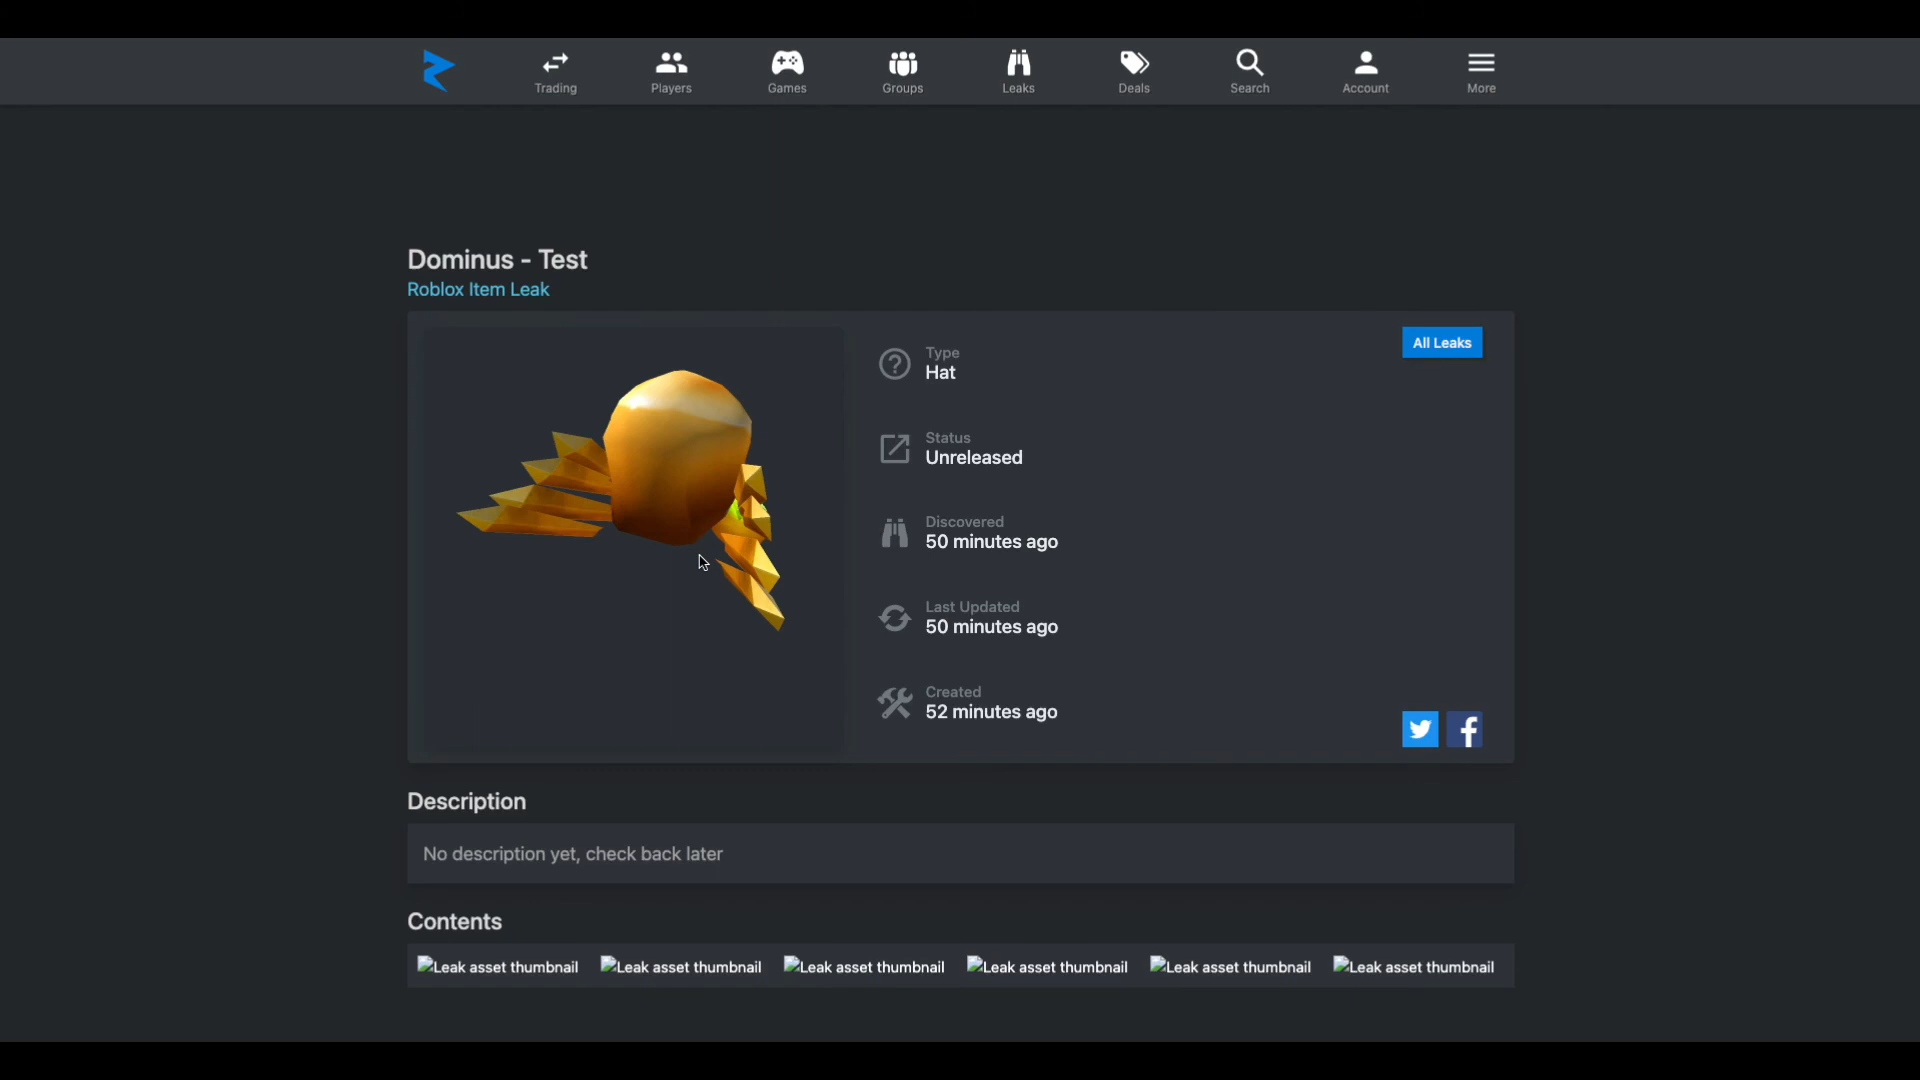 Trading Players Games Groups Leaks Deals Search Account More
Dominus - Test
Roblox Item Leak
All Leaks
Type
Hat
Status
Unreleased
Discovered
50 minutes ago
Last Updated
50 minutes ago
Created
52 minutes ago
Description
No description yet, check back later
Contents
Leak asset thumbnail Leak asset thumbnail Leak asset thumbnail Leak asset thumbnail Leak asset thumbnail Leak asset thumbnail